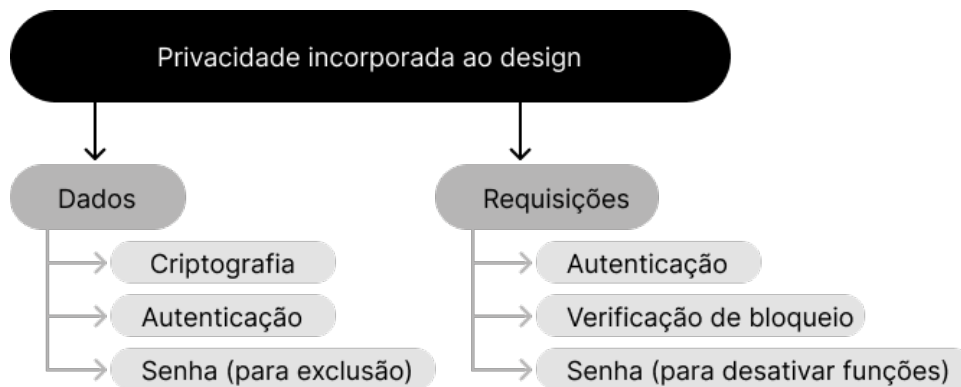 Privacidade incorporada ao design
Dados
Criptografia
Autenticação
Senha (para exclusão)
Requisições
Autenticação
Verificação de bloqueio
Senha (para desativar funções)